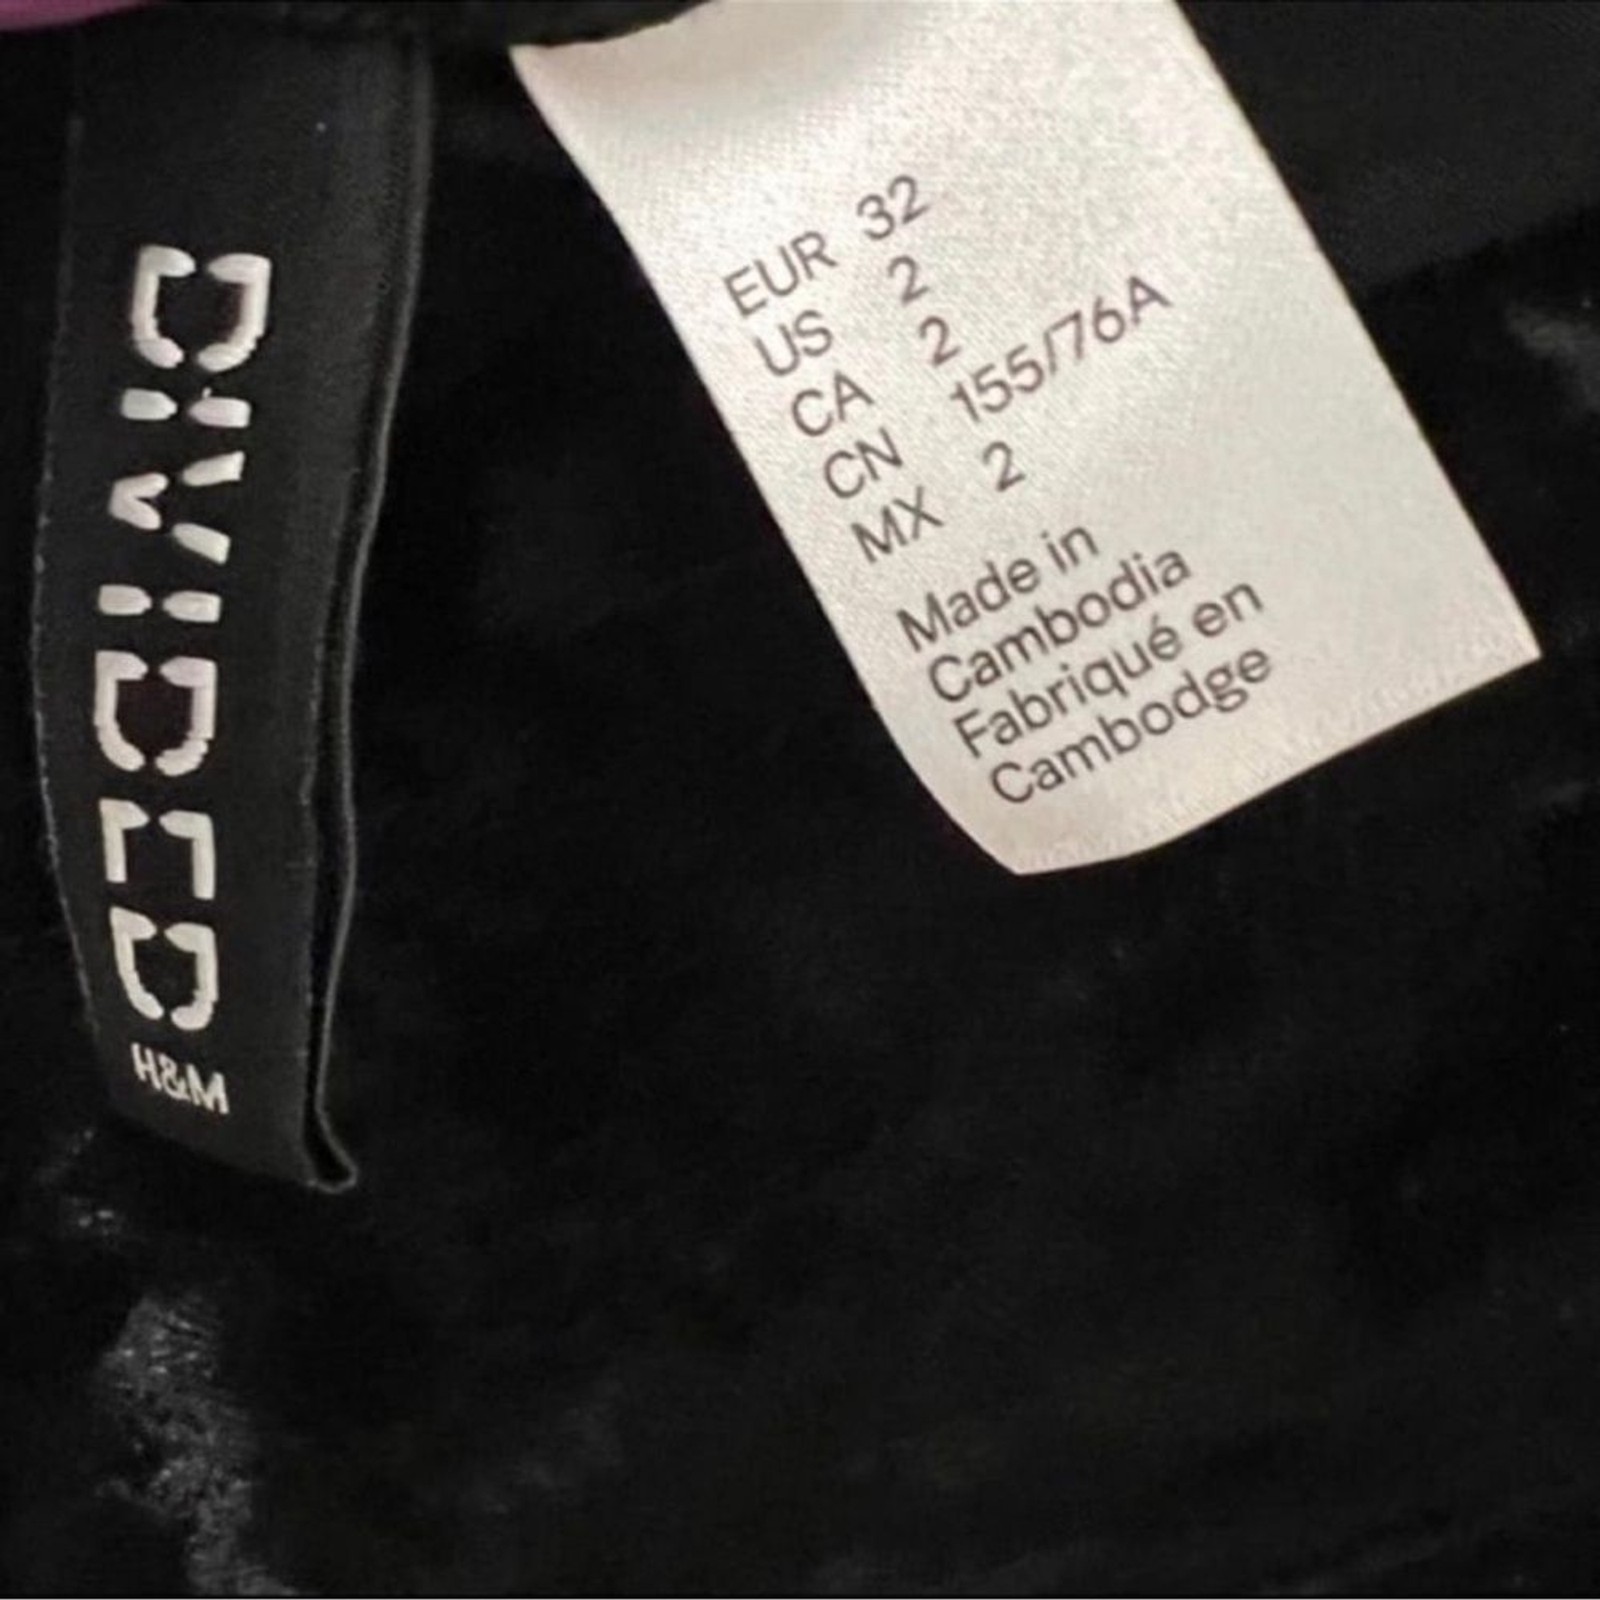 DIVIDED
H&M
EUR 32
US 2
CA 2
CN 155/76A
MX 2
Made in
Cambodia
Fabriqué en
Cambodge